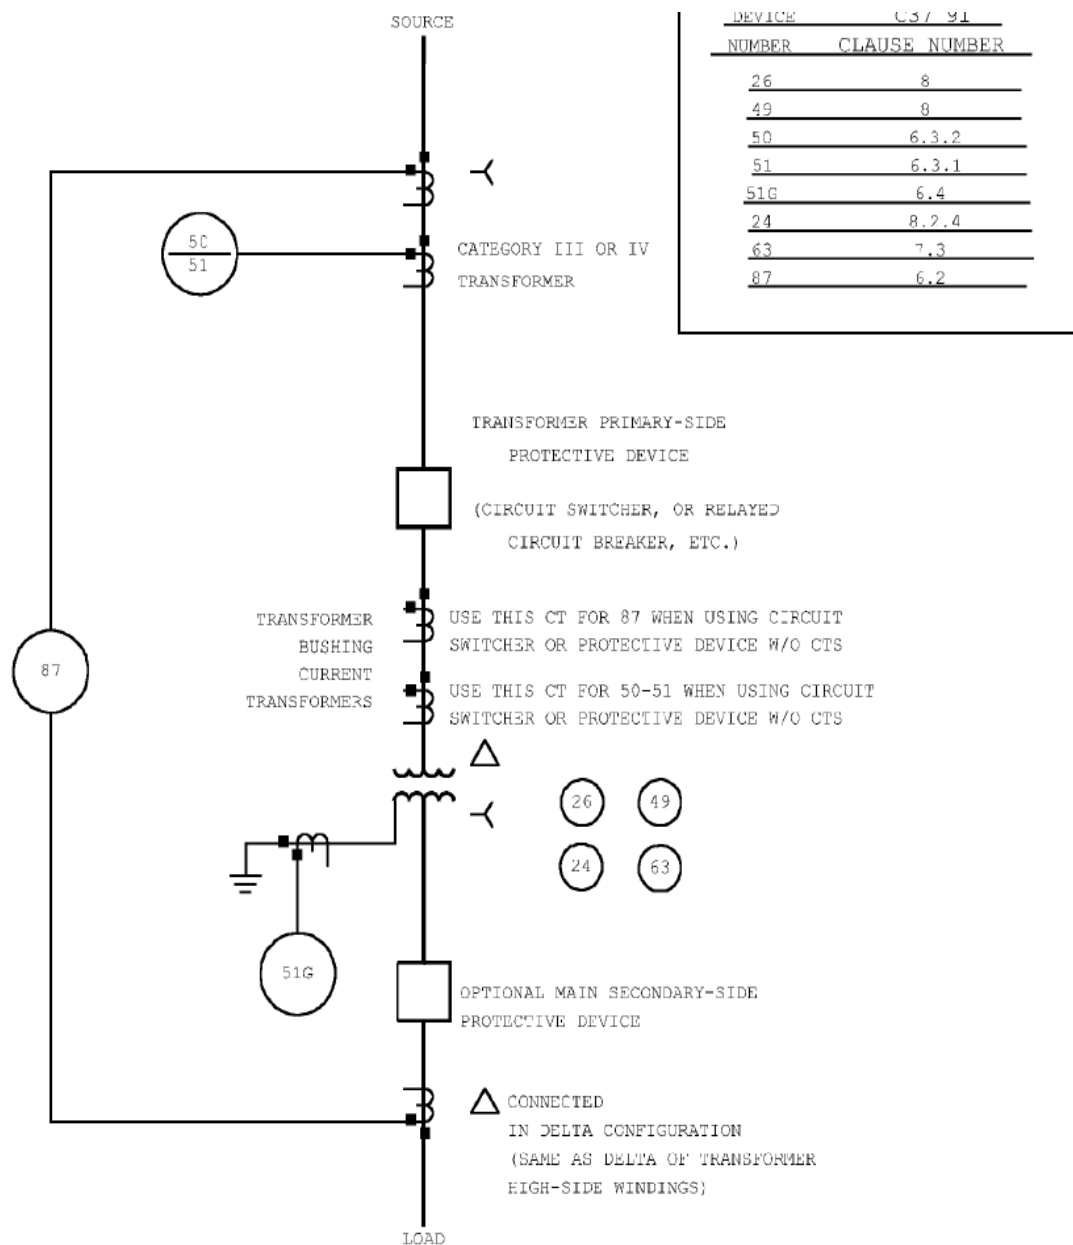 SOURCE
DEVICE C37 91
NUMBER CLAUSE NUMBER
26 8
49 8
50 6.3.2
51 6.3.1
51G 6.4
24 8.2.4
63 7.3
87 6.2
50
51
CATEGORY III OR IV
TRANSFORMER
TRANSFORMER PRIMARY-SIDE
PROTECTIVE DEVICE
(CIRCUIT SWITCHER, OR RELAYED
CIRCUIT BREAKER, ETC.)
TRANSFORMER
BUSHING
CURRENT
TRANSFORMERS
USE THIS CT FOR 87 WHEN USING CIRCUIT
SWITCHER OR PROTECTIVE DEVICE W/O CTS
87
USE THIS CT FOR 50-51 WHEN USING CIRCUIT
SWITCHER OR PROTECTIVE DEVICE W/O CTS
26 49
24 63
51G
OPTIONAL MAIN SECONDARY-SIDE
PROTECTIVE DEVICE
CONNECTED
IN DELTA CONFIGURATION
(SAME AS DELTA OF TRANSFORMER
HIGH-SIDE WINDINGS)
LOAD